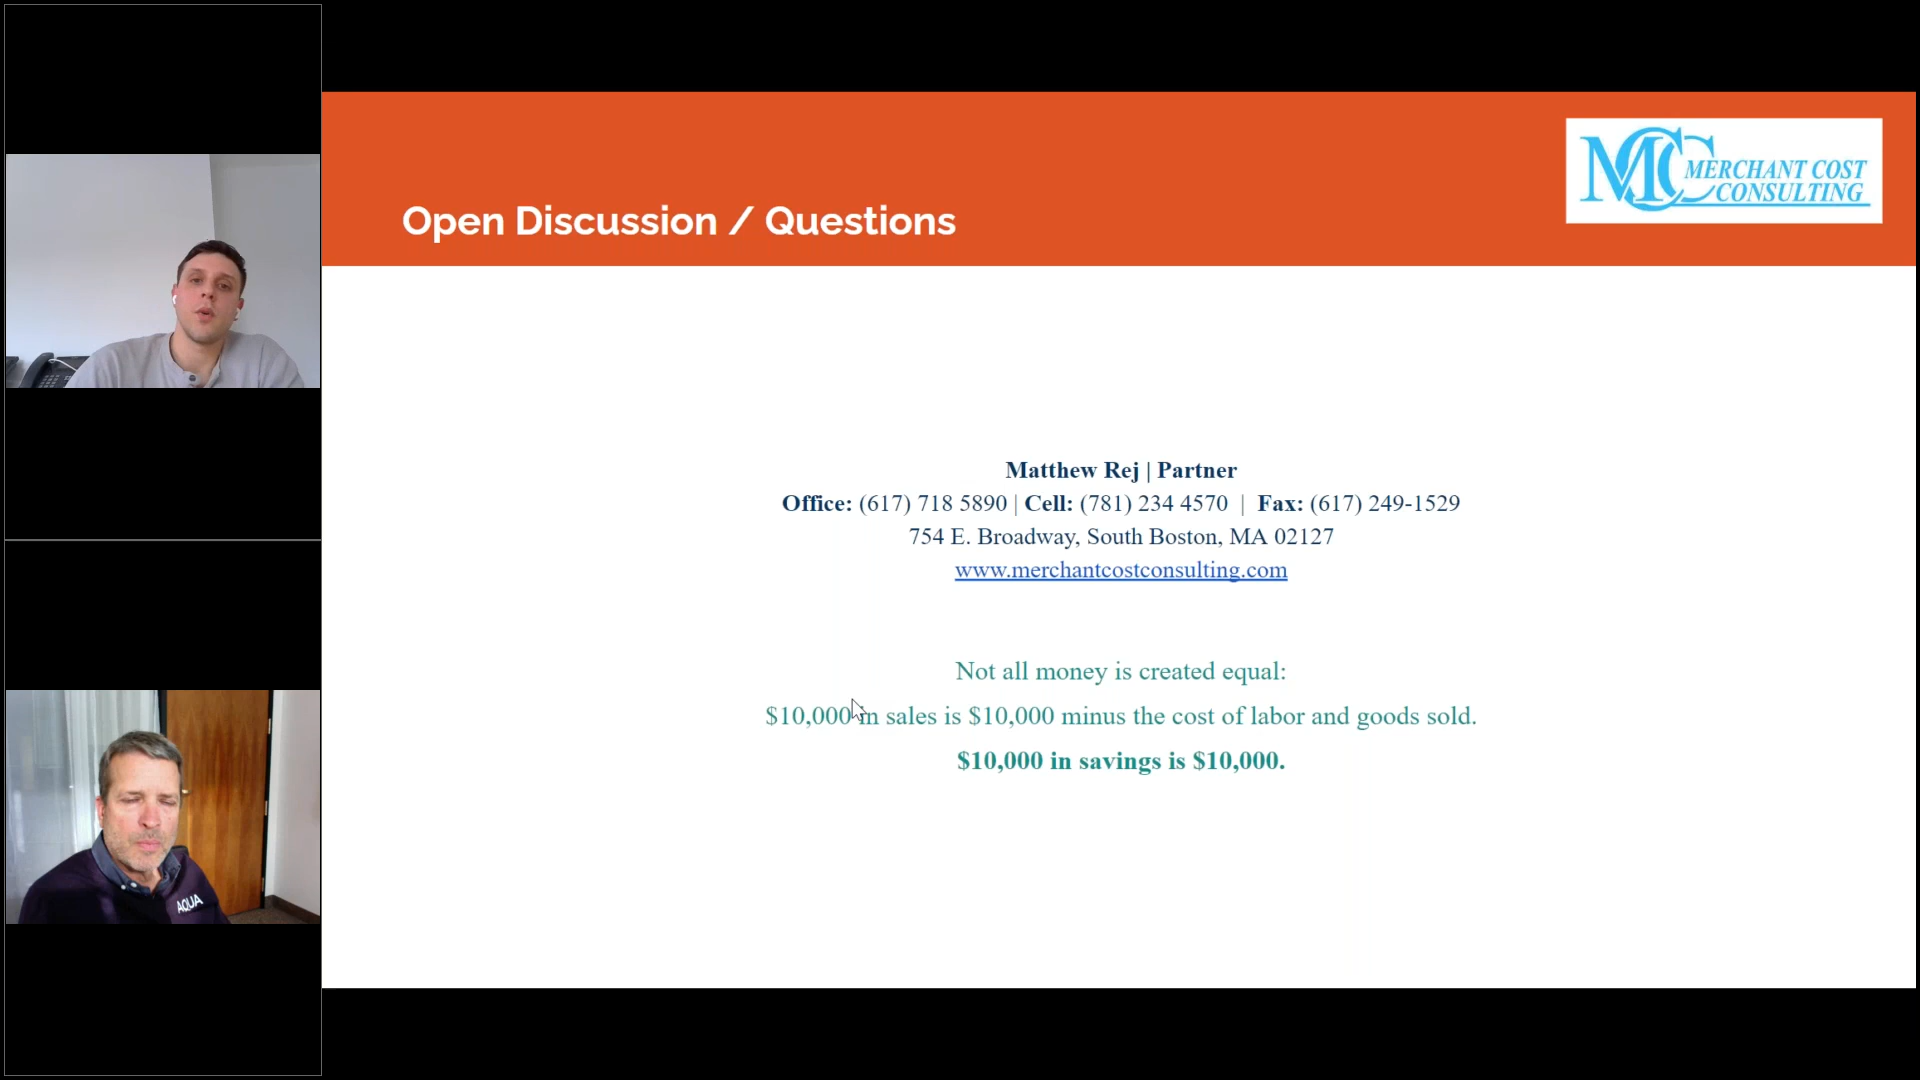 Open Discussion / Questions
MCC MERCHANT COST
CONSULTING
Matthew Rej | Partner
Office: (617) 718 5890 | Cell: (781) 234 4570 | Fax: (617) 249-1529
754 E. Broadway, South Boston, MA 02127
www.merchantcostconsulting.com
Not all money is created equal:
$10,000 in sales is $10,000 minus the cost of labor and goods sold.
$10,000 in savings is $10,000.
AQUA